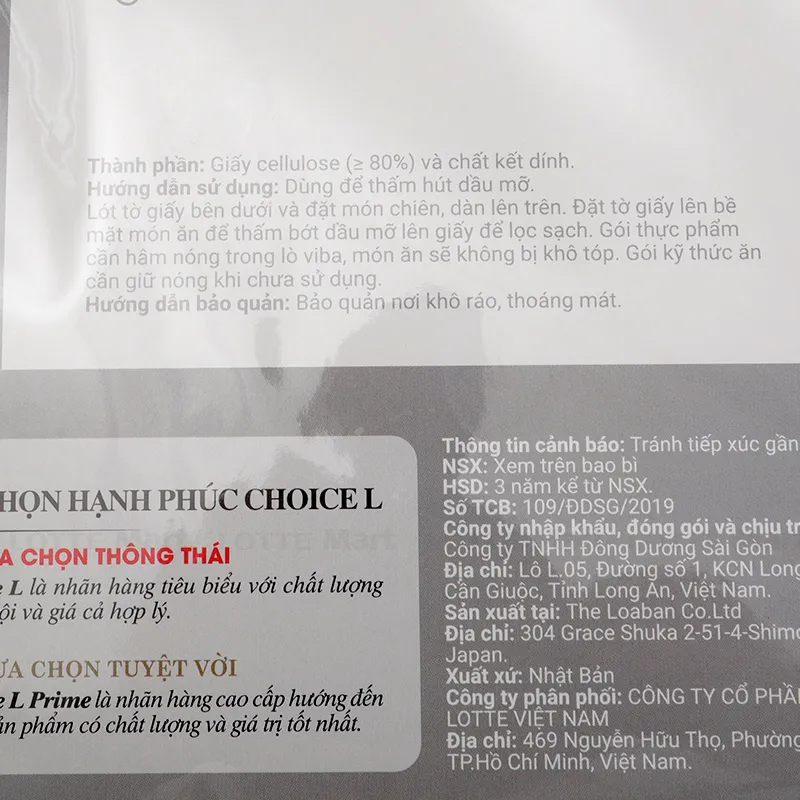 Thành phần: Giấy cellulose (≥ 80%) và chất kết dính.
Hướng dẫn sử dụng: Dùng để thấm hút dầu mỡ.
Lót tờ giấy bên dưới và đặt món chiên, dàn lên trên. Đặt tờ giấy lên bề
mặt món ăn để thấm bớt dầu mỡ lên giấy để lọc sạch. Gói thực phẩm
cần hâm nóng trong lò viba, món ăn sẽ không bị khô tóp. Gói kỹ thức ăn
cần giữ nóng khi chưa sử dụng.
Hướng dẫn bảo quản: Bảo quản nơi khô ráo, thoáng mát.
HỌN HẠNH PHÚC CHOICE L
LOTTE Mart LOTTE Mart
A CHỌN THÔNG THÁI
e L là nhãn hàng tiêu biểu với chất lượng
ội và giá cả hợp lý.
ƯA CHỌN TUYỆT VỜI
e L Prime là nhãn hàng cao cấp hướng đến
ản phẩm có chất lượng và giá trị tốt nhất.
Thông tin cảnh báo: Tránh tiếp xúc gần
NSX: Xem trên bao bì
HSD: 3 năm kể từ NSX.
Số TCB: 109/ĐDSG/2019
Công ty nhập khẩu, đóng gói và chịu tr
Công ty TNHH Đông Dương Sài Gòn
Địa chỉ: Lô L.05, Đường số 1, KCN Long
Cần Giuộc, Tỉnh Long An, Việt Nam.
Sản xuất tại: The Loaban Co.Ltd
Địa chỉ: 304 Grace Shuka 2-51-4-Shimo
Japan.
Xuất xứ: Nhật Bản
Công ty phân phối: CÔNG TY CỔ PHẦ
LOTTE VIỆT NAM
Địa chỉ: 469 Nguyễn Hữu Thọ, Phường
TP.Hồ Chí Minh, Việt Nam.